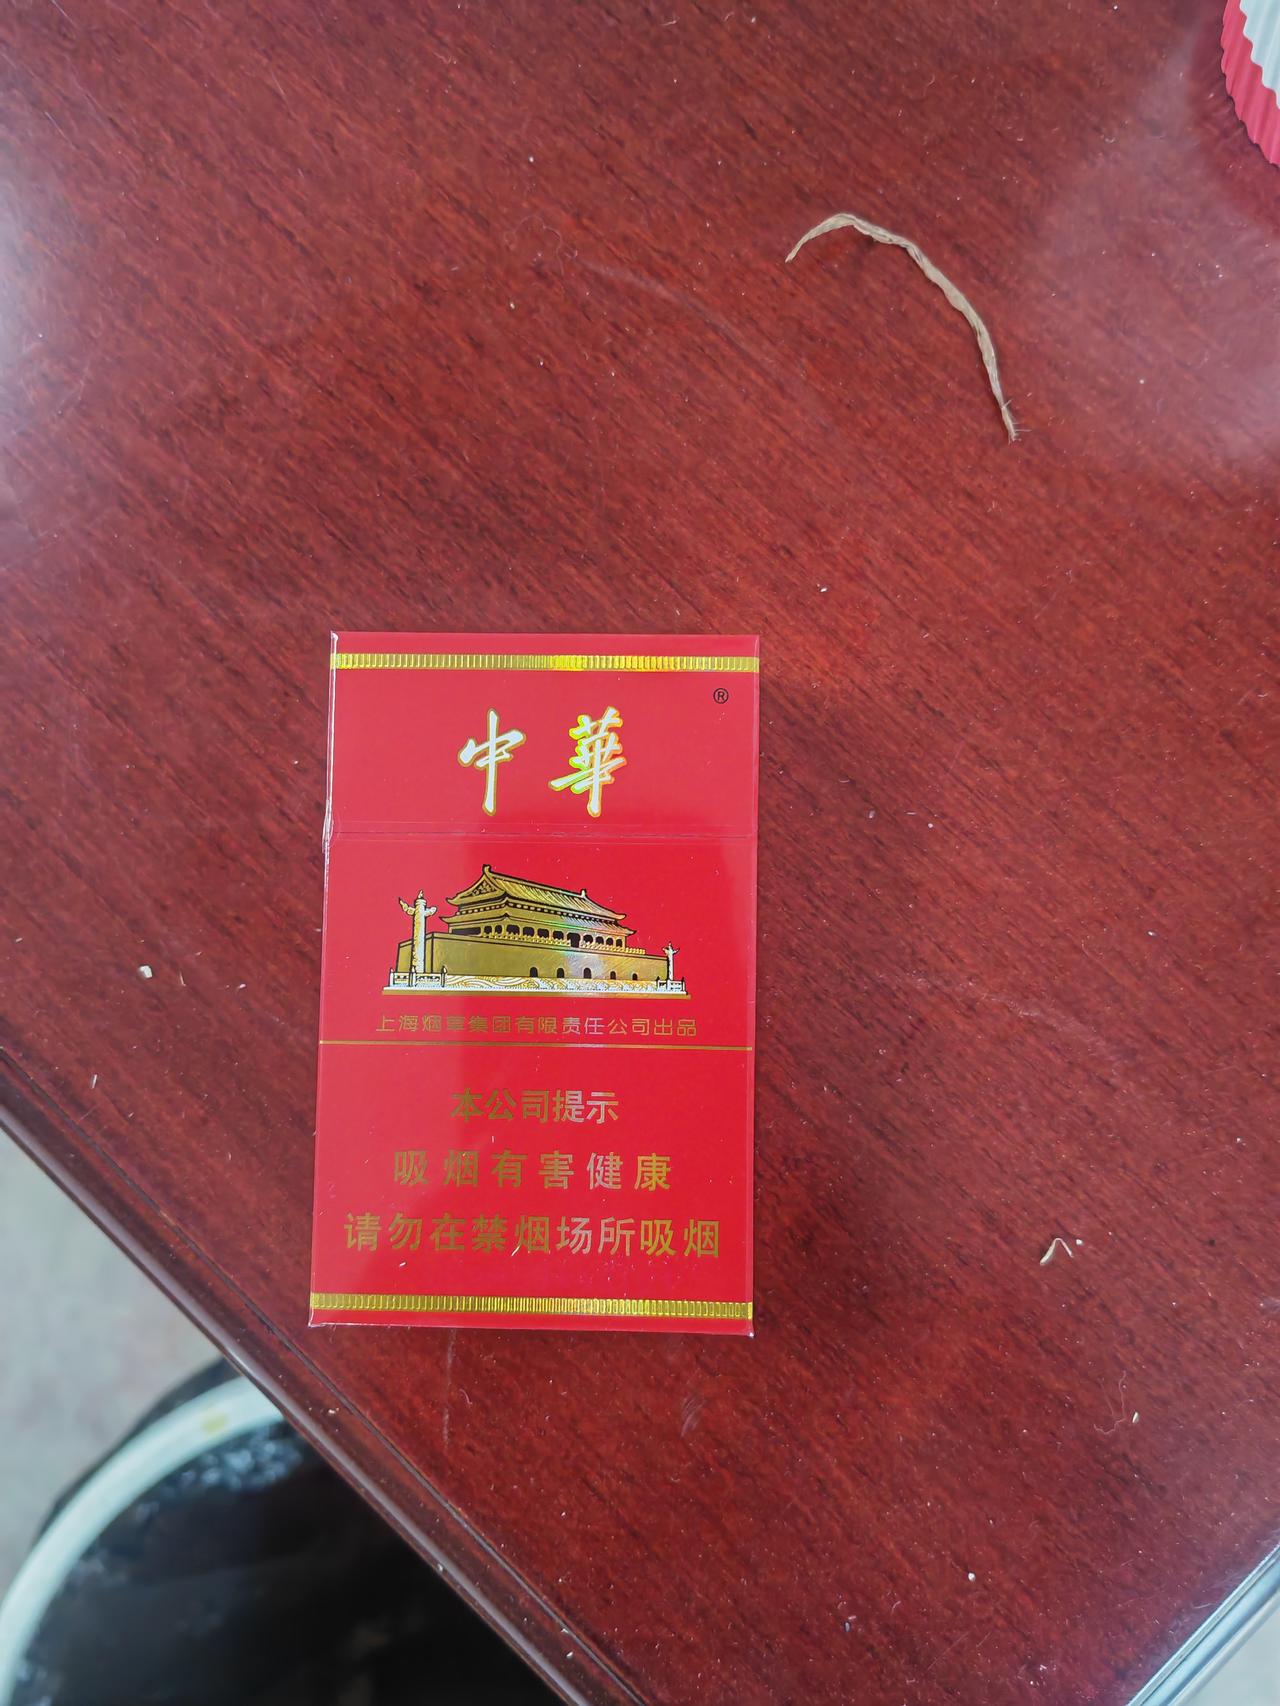 中華
®
上海烟草集团有限责任公司出品
本公司提示
吸烟有害健康
请勿在禁烟场所吸烟